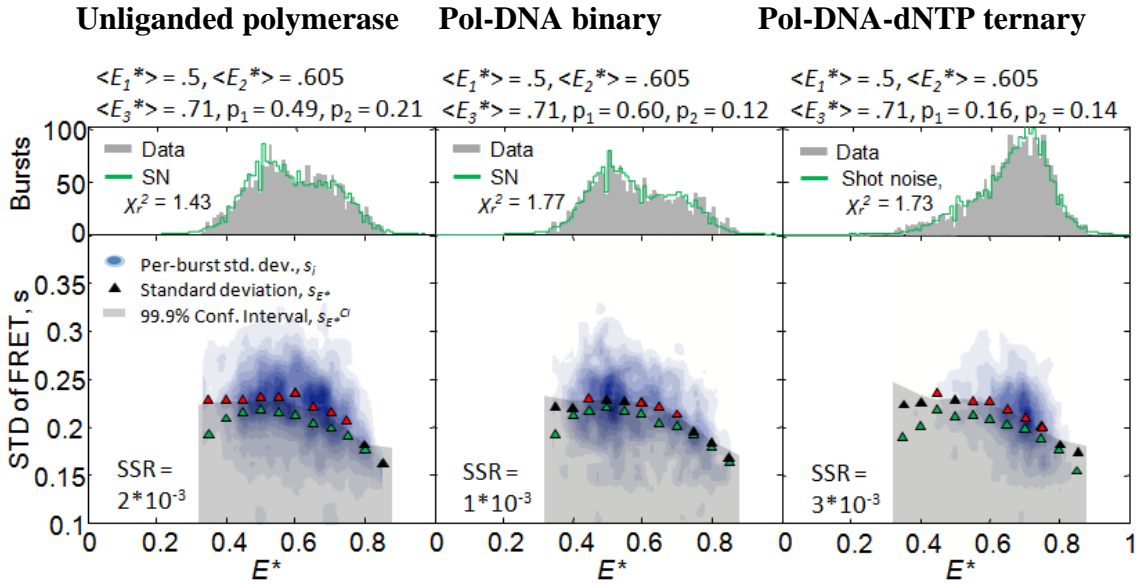 Unliganded polymerase Pol-DNA binary Pol-DNA-dNTP ternary
<E₁*> = .5, <E₂*> = .605 <E₁*> = .5, <E₂*> = .605 <E₁*> = .5, <E₂*> = .605
<E₃*> = .71, p₁ = 0.49, p₂ = 0.21 <E₃*> = .71, p₁ = 0.60, p₂ = 0.12 <E₃*> = .71, p₁ = 0.16, p₂ = 0.14
Bursts
100
50
0
Data
SN
χᵣ² = 1.43
Data
SN
χᵣ² = 1.77
Data
Shot noise,
χᵣ² = 1.73
STD of FRET, s
0.35
0.3
0.25
0.2
0.15
0.1
Per-burst std. dev., sᵢ
Standard deviation, s_E*
99.9% Conf. Interval, s_E*^CI
SSR =
2*10⁻³
SSR =
1*10⁻³
SSR =
3*10⁻³
0 0.2 0.4 0.6 0.8 0 0.2 0.4 0.6 0.8 0 0.2 0.4 0.6 0.8 1
E* E* E*